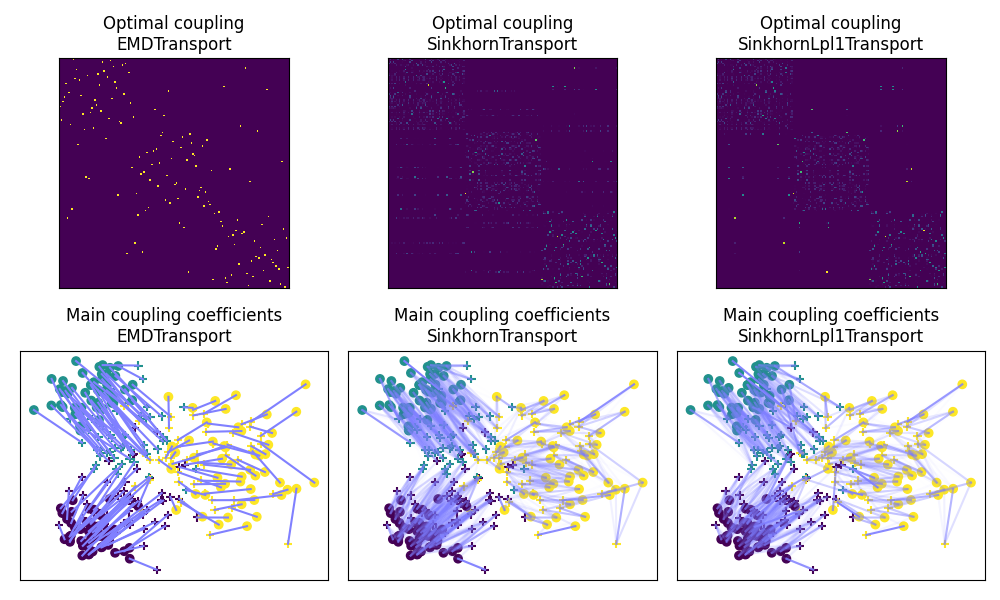 Optimal coupling
EMDTransport
Optimal coupling
SinkhornTransport
Optimal coupling
SinkhornLpl1Transport
Main coupling coefficients
EMDTransport
Main coupling coefficients
SinkhornTransport
Main coupling coefficients
SinkhornLpl1Transport